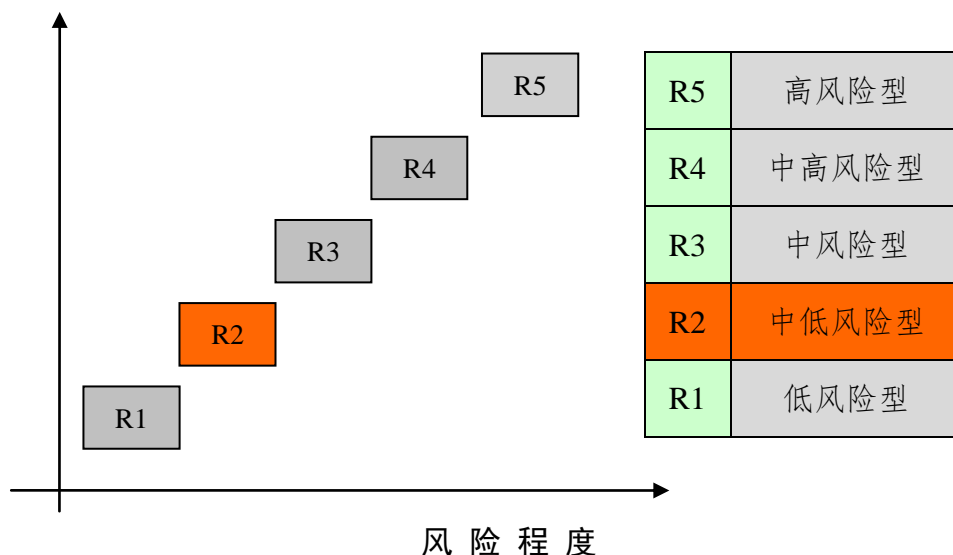 R5
R4
R3
R2
R1
风险程度
R5 高风险型
R4 中高风险型
R3 中风险型
R2 中低风险型
R1 低风险型